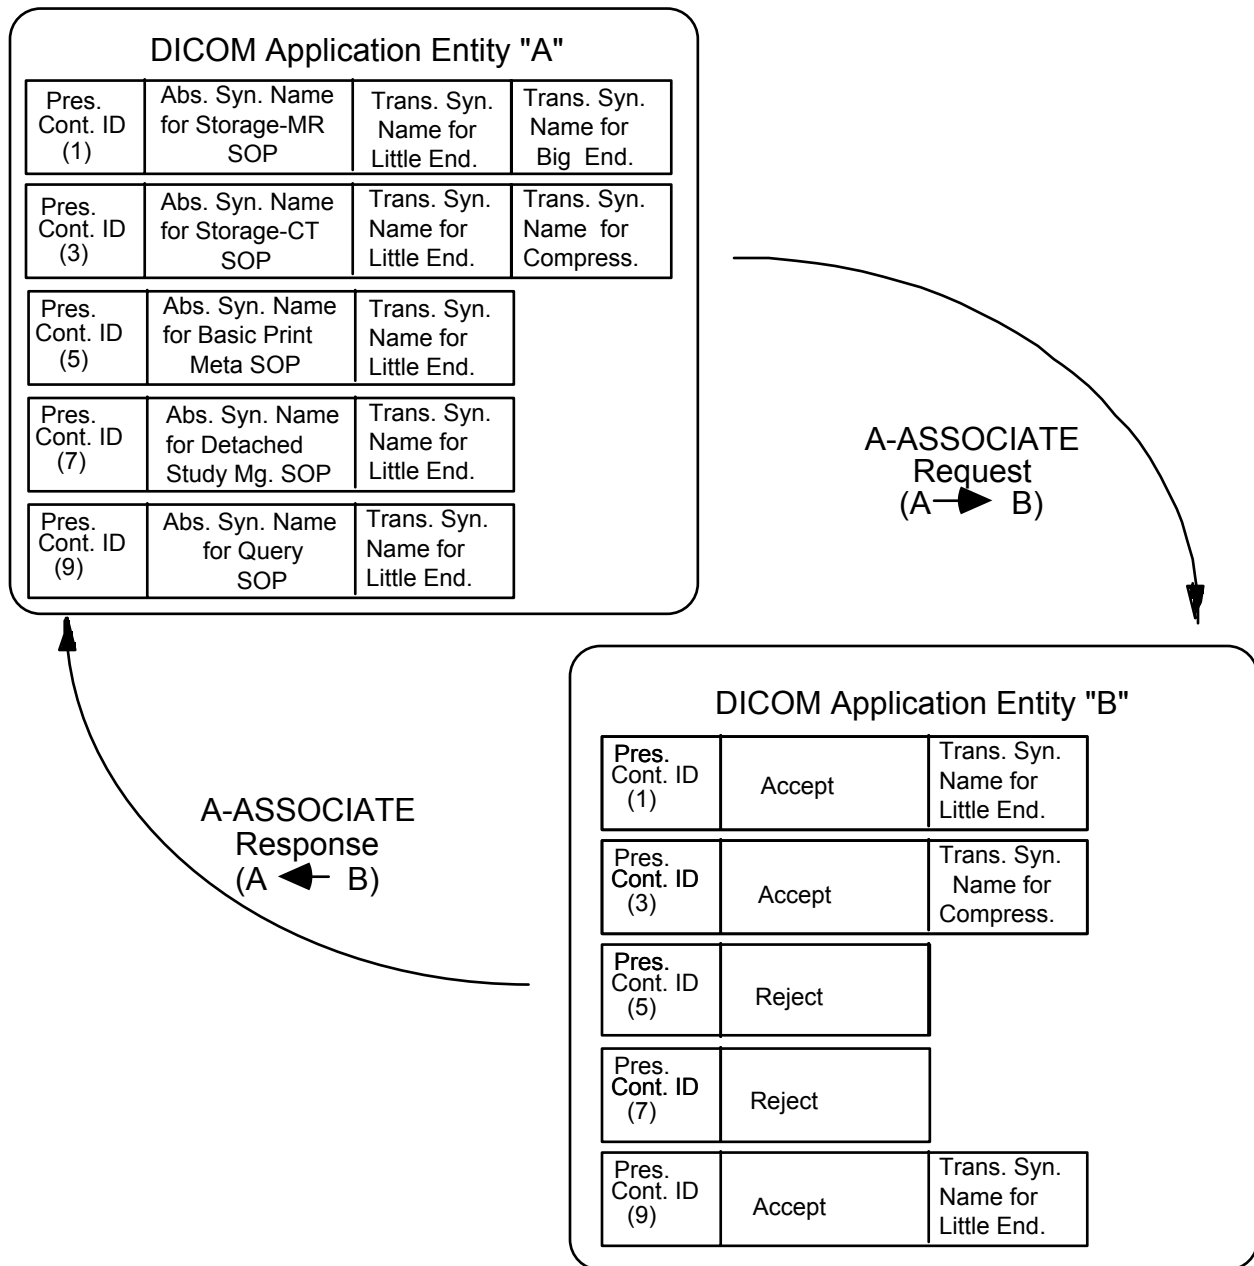 DICOM Application Entity "A"
Pres.
Cont. ID
(1)
Abs. Syn. Name
for Storage-MR
SOP
Trans. Syn.
Name for
Little End.
Trans. Syn.
Name for
Big End.
Pres.
Cont. ID
(3)
Abs. Syn. Name
for Storage-CT
SOP
Trans. Syn.
Name for
Little End.
Trans. Syn.
Name for
Compress.
Pres.
Cont. ID
(5)
Abs. Syn. Name
for Basic Print
Meta SOP
Trans. Syn.
Name for
Little End.
Pres.
Cont. ID
(7)
Abs. Syn. Name
for Detached
Study Mg. SOP
Trans. Syn.
Name for
Little End.
Pres.
Cont. ID
(9)
Abs. Syn. Name
for Query
SOP
Trans. Syn.
Name for
Little End.
A-ASSOCIATE
Request
(A B)
A-ASSOCIATE
Response
(A B)
DICOM Application Entity "B"
Pres.
Cont. ID
(1)
Accept
Trans. Syn.
Name for
Little End.
Pres.
Cont. ID
(3)
Accept
Trans. Syn.
Name for
Compress.
Pres.
Cont. ID
(5)
Reject
Pres.
Cont. ID
(7)
Reject
Pres.
Cont. ID
(9)
Accept
Trans. Syn.
Name for
Little End.